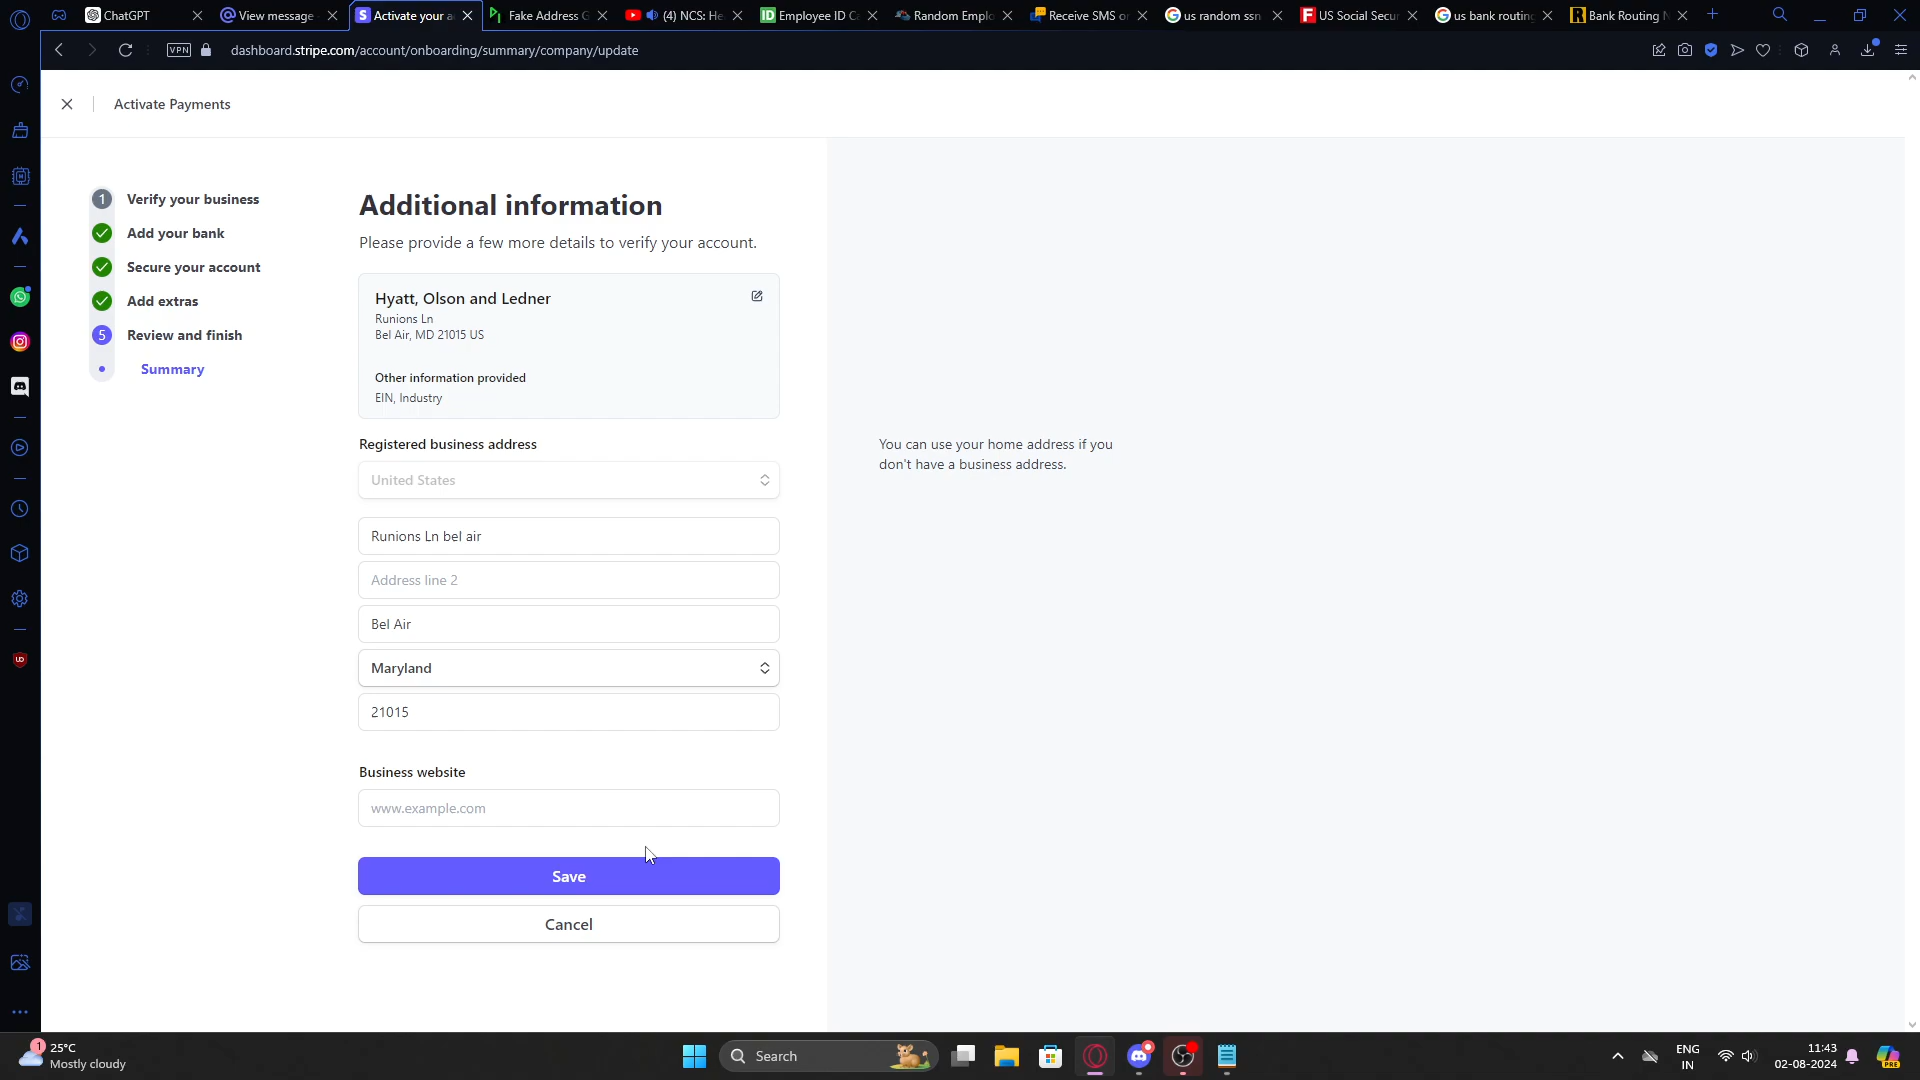 ChatGPT
View message
Activate your a
Fake Address G
(4) NCS: He
Employee ID C
Random Emplo
Receive SMS o
us random ssn
US Social Secu
us bank routing
Bank Routing N
VPN
dashboard.stripe.com/account/onboarding/summary/company/update
Activate Payments
1 Verify your business
Add your bank
Secure your account
Add extras
5 Review and finish
Summary
Additional information
Please provide a few more details to verify your account.
Hyatt, Olson and Ledner
Runions Ln
Bel Air, MD 21015 US
Other information provided
EIN, Industry
Registered business address
United States
Runions Ln bel air
Address line 2
Bel Air
Maryland
21015
Business website
www.example.com
Save
Cancel
You can use your home address if you
don't have a business address.
1
25°C
Mostly cloudy
Search
ENG
IN
11:43
02-08-2024
PRE